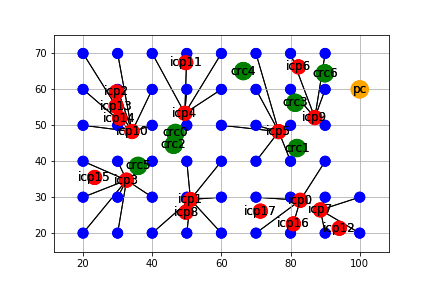 70
60
50
40
30
20
20
40
60
80
100
icp11
crc4
icp6
crc6
icp2
pc
icp13
crc3
icp4
icp9
icp14
icp10
crc0
icp5
crc2
crc1
crc5
icp15
icp3
icp1
icp0
icp8
icp17
icp7
icp16
icp12